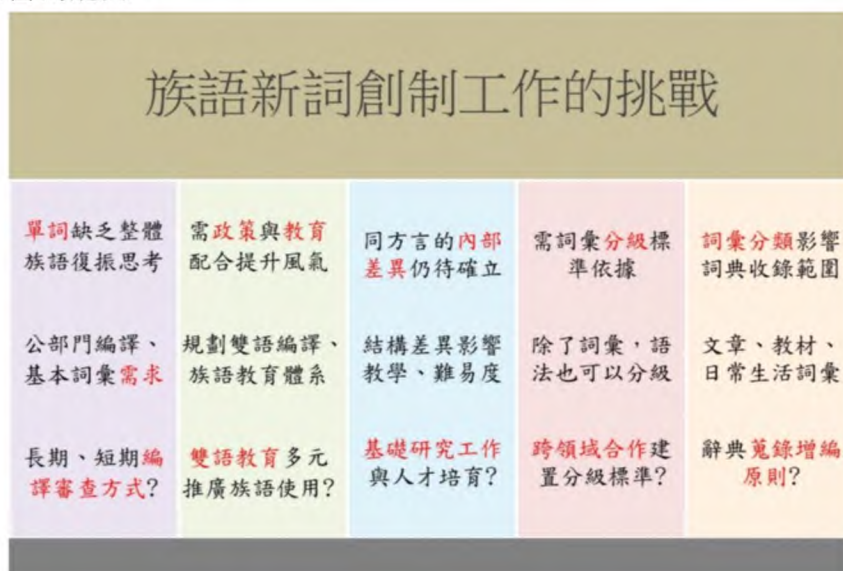 族語新詞創制工作的挑戰
單詞缺乏整體
族語復振思考
公部門編譯、
基本詞彙需求
長期、短期編
譯審查方式?
需政策與教育
配合提升風氣
規劃雙語編譯、
族語教育體系
雙語教育多元
推廣族語使用?
同方言的內部
差異仍待確立
結構差異影響
教學、難易度
基礎研究工作
與人才培育?
需詞彙分級標
準依據
除了詞彙，語
法也可以分級
跨領域合作建
置分級標準?
詞彙分類影響
詞典收錄範圍
文章、教材、
日常生活詞彙
辭典蒐錄增編
原則?